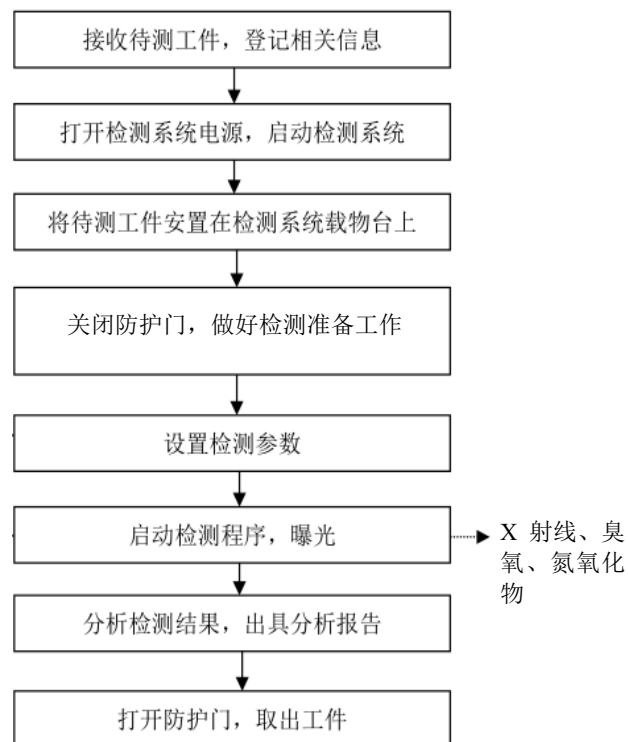 接收待测工件，登记相关信息
打开检测系统电源，启动检测系统
将待测工件安置在检测系统载物台上
关闭防护门，做好检测准备工作
设置检测参数
启动检测程序，曝光
X 射线、臭
氧、氮氧化
物
分析检测结果，出具分析报告
打开防护门，取出工件